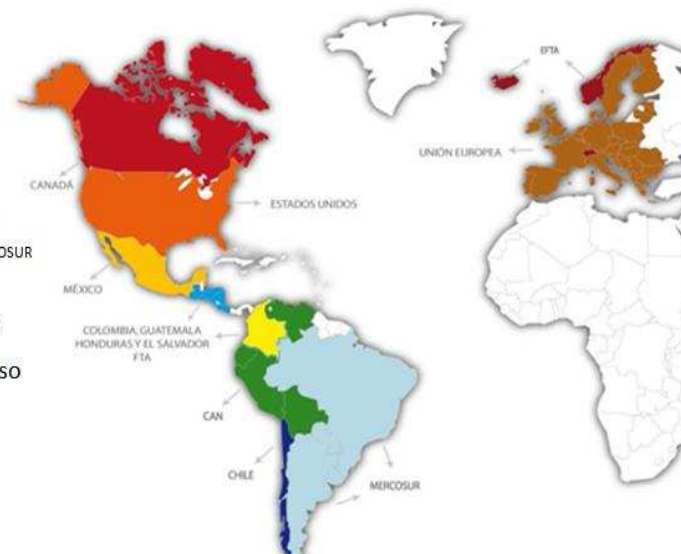 EFTA
UNIÓN EUROPEA
CANADÁ
ESTADOS UNIDOS
OSUR
MÉXICO
COLOMBIA, GUATEMALA
HONDURAS Y EL SALVADOR
FTA
SO
CAN
CHILE
MERCOSUR